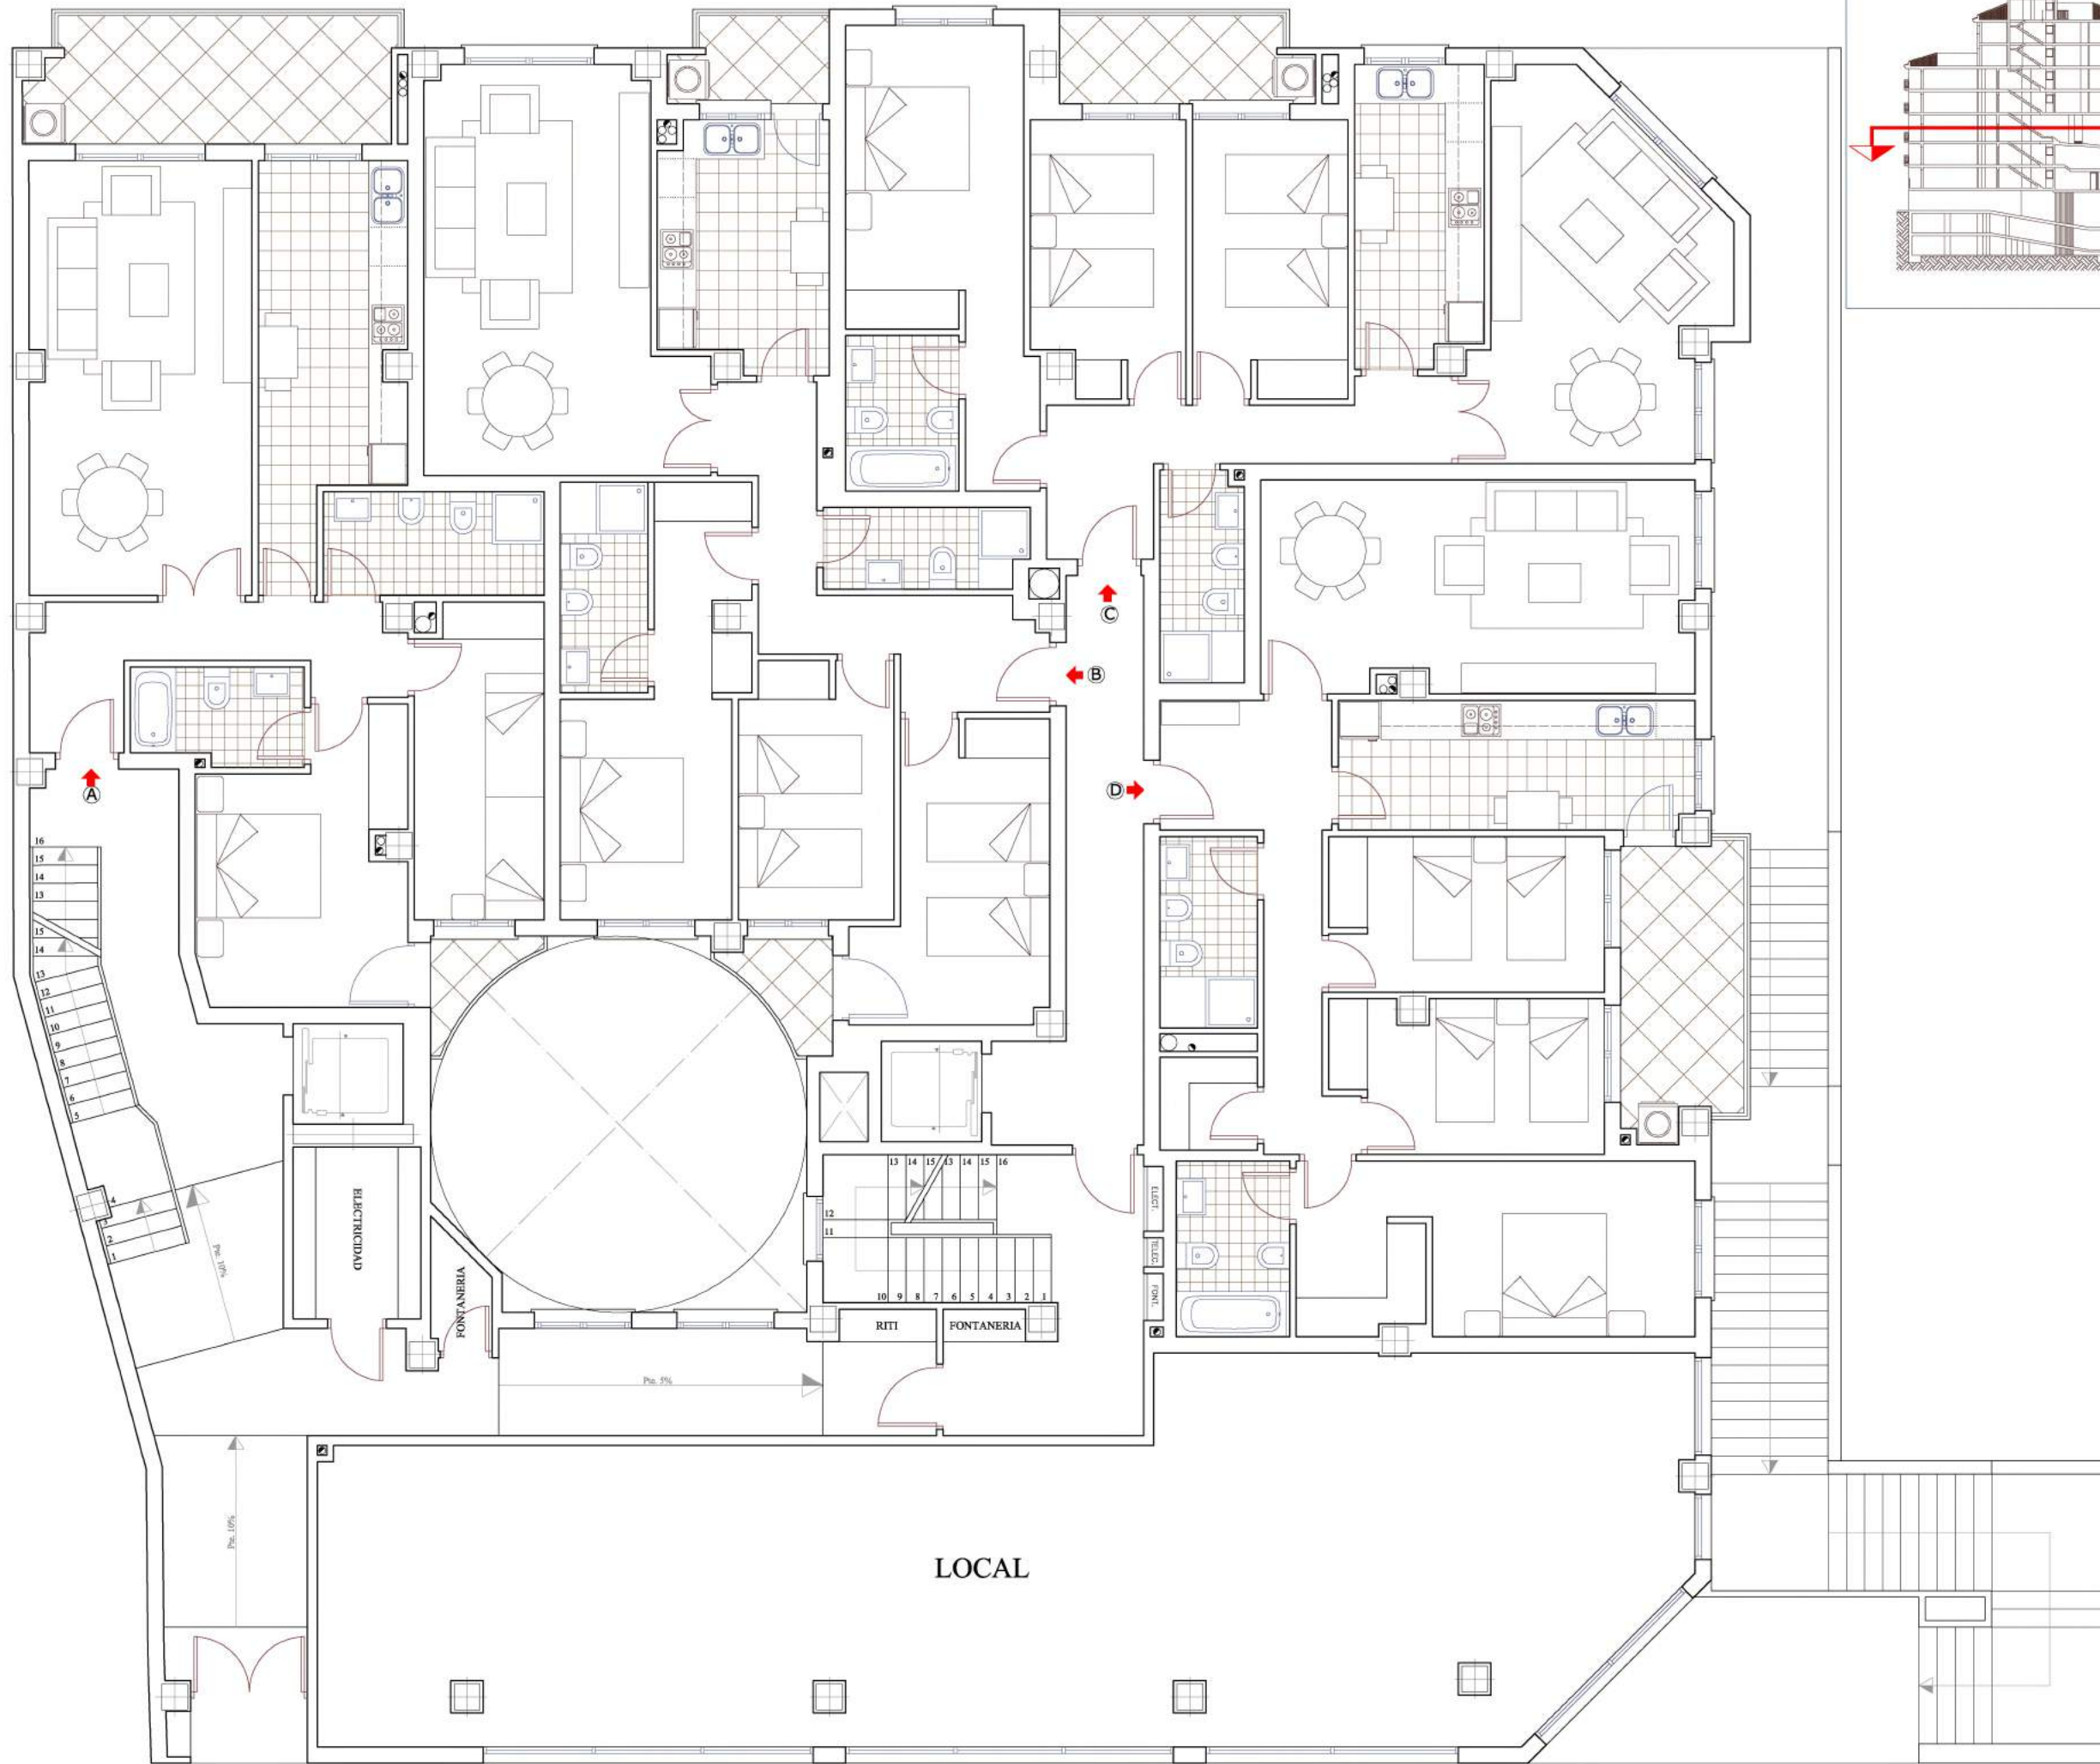 C
B
D
A
16
15
14
13
15
14
13
12
11
10
9
8
7
6
5
4
3
2
1
Pte. 10%
ELECTRICIDAD
FONTANERIA
13 14 15 13 14 15 16
12
11
10 9 8 7 6 5 4 3 2 1
ELECT.
TELEC.
FONT.
RITI
FONTANERIA
Pte. 5%
Pte. 10%
LOCAL